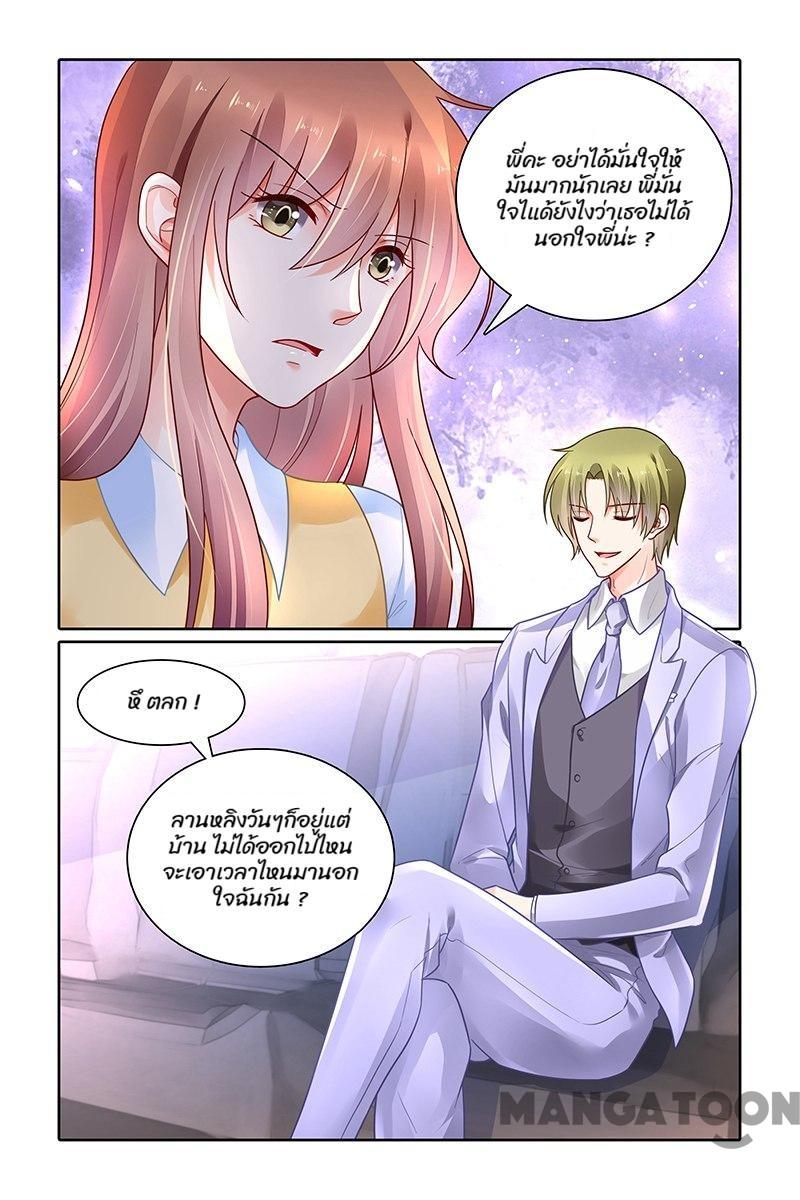 พี่คะ อย่าได้มั่นใจให้
มันมากนักเลย พี่มั่น
ใจไแด้ยังไงว่าเธอไม่ได้
นอกใจพี่น่ะ ?
หึ ตลก !
ลานหลิงวันๆก็อยู่แต่
บ้าน ไม่ได้ออกไปไหน
จะเอาเวลาไหนมานอก
ใจฉันกัน ?
MANGATOON